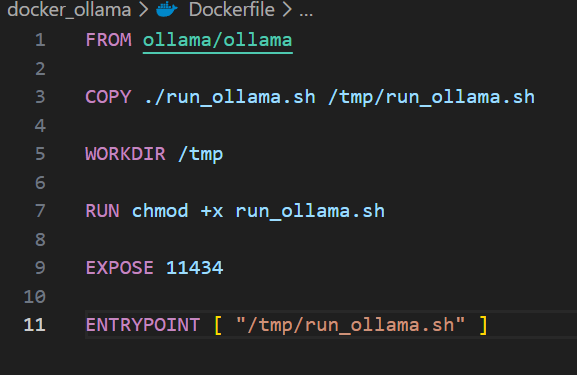 docker_ollama > Dockerfile > ...
1 FROM ollama/ollama
2
3 COPY ./run_ollama.sh /tmp/run_ollama.sh
4
5 WORKDIR /tmp
6
7 RUN chmod +x run_ollama.sh
8
9 EXPOSE 11434
10
11 ENTRYPOINT [ "/tmp/run_ollama.sh" ]